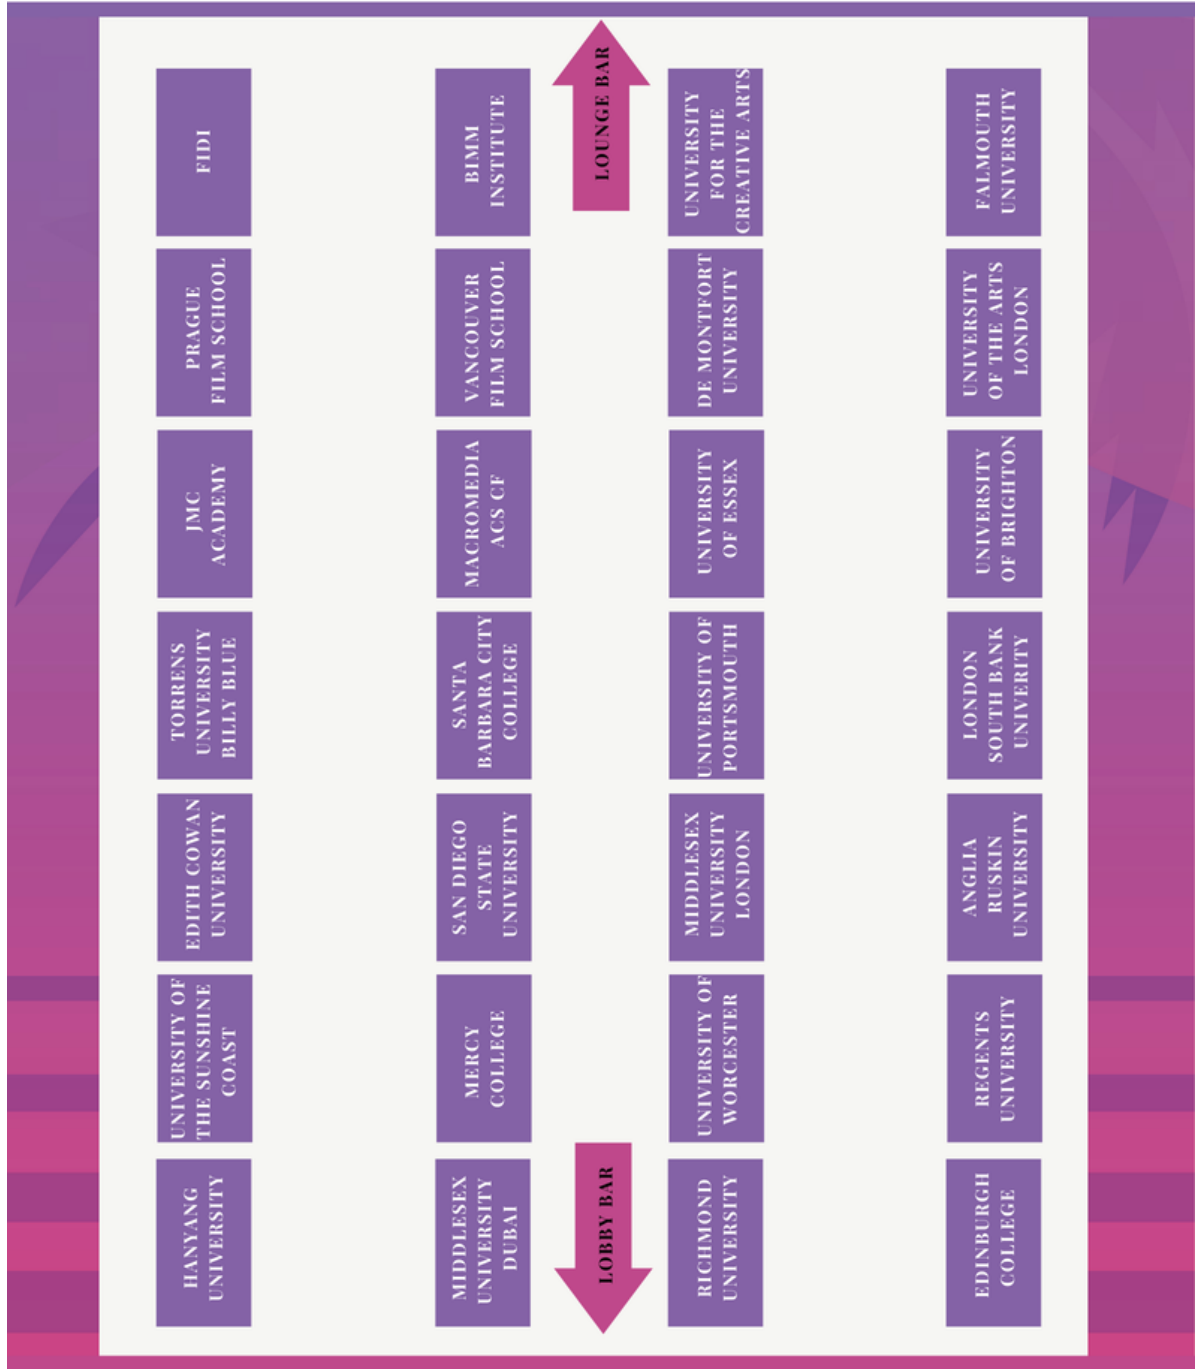 FIDI
BIMM
INSTITUTE
LOUNGE BAR
UNIVERSITY
FOR THE
CREATIVE ARTS
FALMOUTH
UNIVERSITY
PRAGUE
FILM SCHOOL
VANCOUVER
FILM SCHOOL
DE MONTFORT
UNIVERSITY
UNIVERSITY
OF THE ARTS
LONDON
JMC
ACADEMY
MACROMEDIA
ACS CF
UNIVERSITY
OF ESSEX
UNIVERSITY
OF BRIGHTON
TORRENS
UNIVERSITY
BILLY BLUE
SANTA
BARBARA CITY
COLLEGE
UNIVERSITY OF
PORTSMOUTH
LONDON
SOUTH BANK
UNIVERITY
EDITH COWAN
UNIVERSITY
SAN DIEGO
STATE
UNIVERSITY
MIDDLESEX
UNIVERSITY
LONDON
ANGLIA
RUSKIN
UNIVERSITY
UNIVERSITY OF
THE SUNSHINE
COAST
MERCY
COLLEGE
UNIVERSITY OF
WORCESTER
REGENTS
UNIVERSITY
HANYANG
UNIVERSITY
MIDDLESEX
UNIVERSITY
DUBAI
LOBBY BAR
RICHMOND
UNIVERSITY
EDINBURGH
COLLEGE